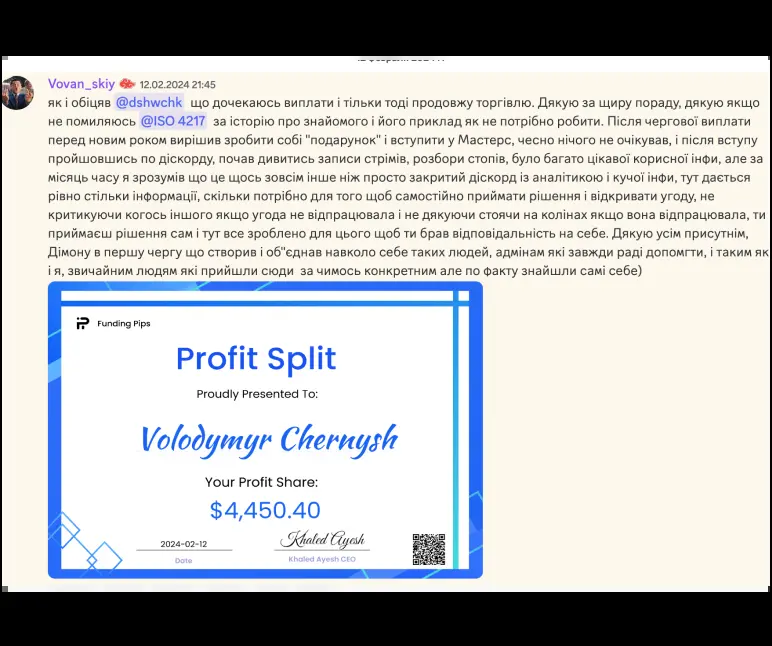 Vovan_skiy 12.02.2024 21:45
як і обіцяв @dshwchk що дочекаюсь виплати і тільки тоді продовжу торгівлю. Дякую за щиру пораду, дякую якщо
не помиляюсь @ISO 4217 за історію про знайомого і його приклад як не потрібно робити. Після чергової виплати
перед новим роком вирішив зробити собі "подарунок" і вступити у Мастерс, чесно нічого не очікував, і після вступу
пройшовшись по діскорду, почав дивитись записи стрімів, розбори стопів, було багато цікавої корисної інфи, але за
місяць часу я зрозумів що це щось зовсім інше ніж просто закритий діскорд із аналітикою і кучої інфи, тут дається
рівно стільки інформації, скільки потрібно для того щоб самостійно приймати рішення і відкривати угоду, не
критикуючи когось іншого якщо угода не відпрацювала і не дякуючи стоячи на колінах якщо вона відпрацювала, ти
приймаєш рішення сам і тут все зроблено для цього щоб ти брав відповідальність на себе. Дякую усім присутнім,
Дімону в першу чергу що створив і об"єднав навколо себе таких людей, адмінам які завжди раді допомгти, і таким як
і я, звичайним людям які прийшли сюди за чимось конкретним але по факту знайшли самі себе)
Funding Pips
Profit Split
Proudly Presented To:
Volodymyr Chernysh
Your Profit Share:
$4,450.40
2024-02-12
Khaled Ayesh
Date
Khaled Ayesh CEO